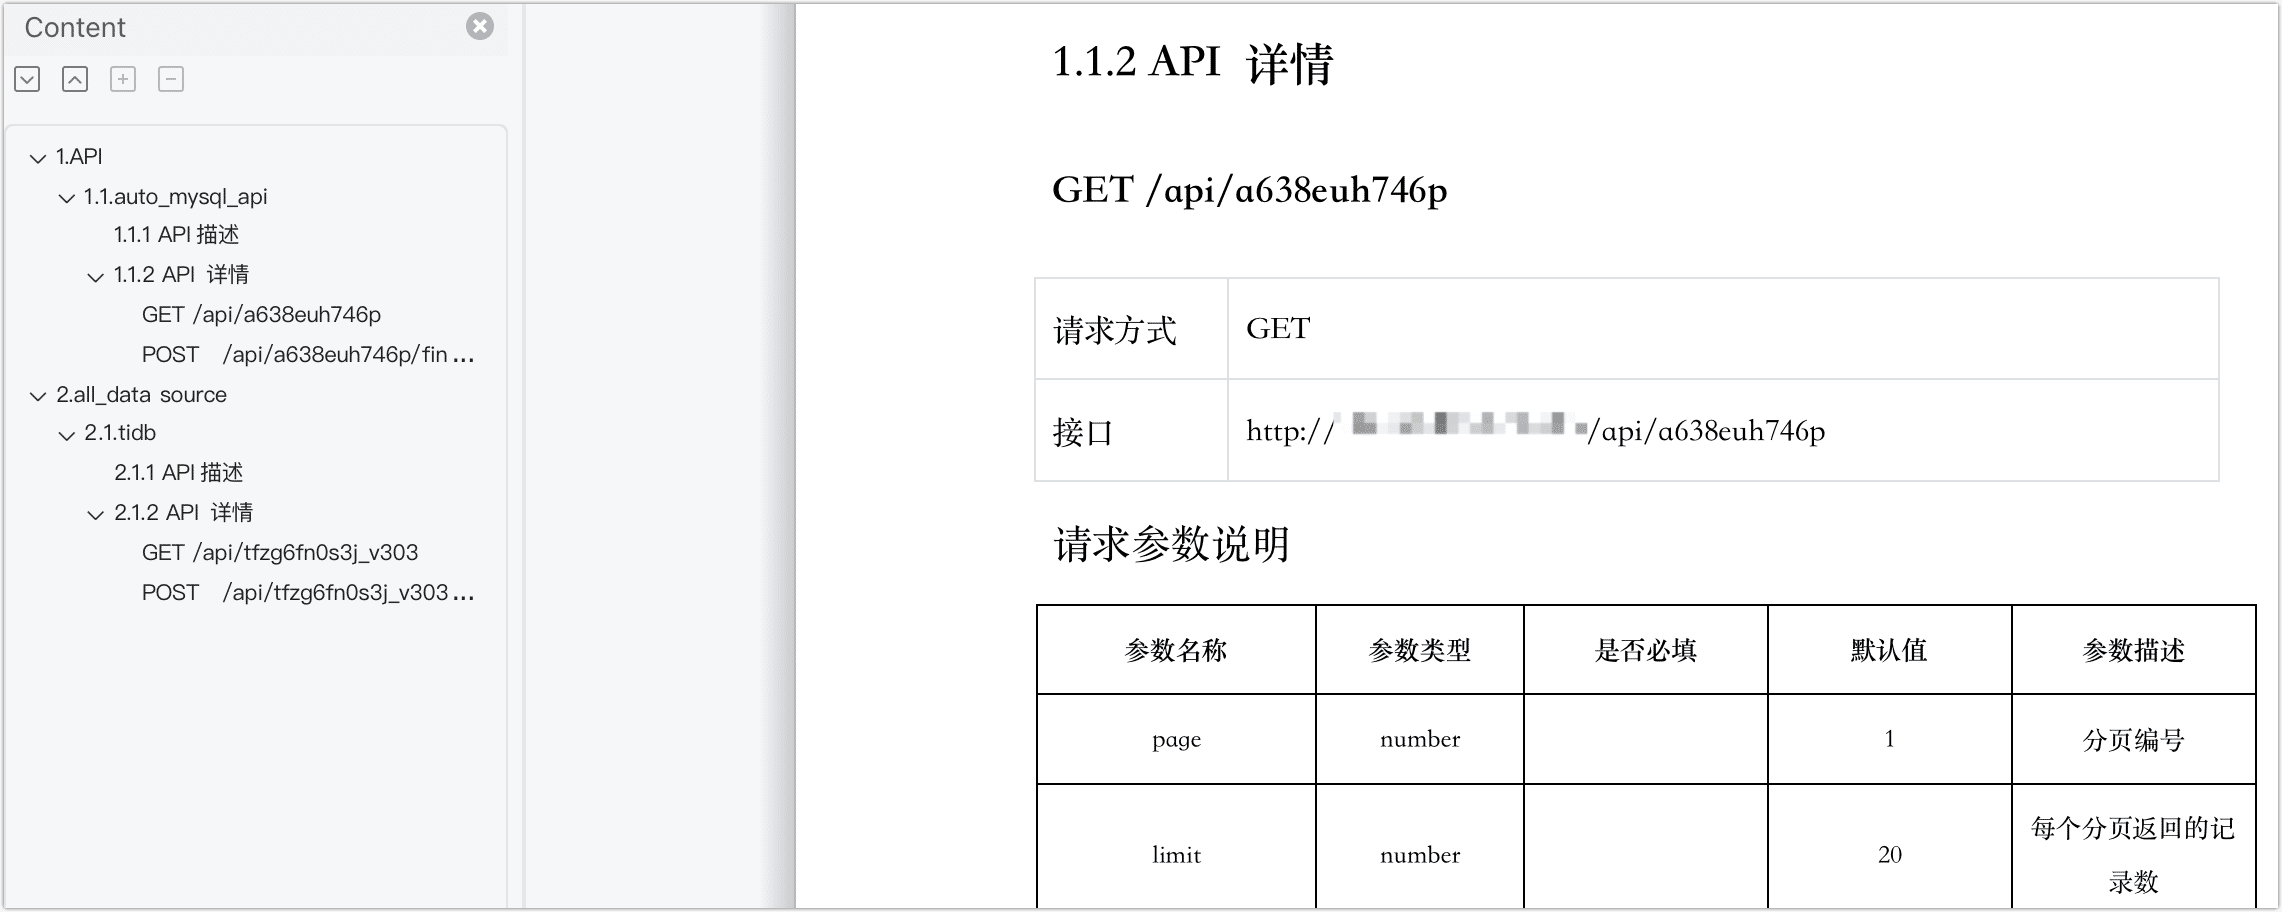 Content
1.API
1.1.auto_mysql_api
1.1.1 API 描述
1.1.2 API 详情
GET /api/a638euh746p
POST /api/a638euh746p/fin ...
2.all_data source
2.1.tidb
2.1.1 API 描述
2.1.2 API 详情
GET /api/tfzg6fn0s3j_v303
POST /api/tfzg6fn0s3j_v303 ...
1.1.2 API 详情
GET /api/a638euh746p
请求方式 GET
接口 http:// /api/a638euh746p
请求参数说明
参数名称 参数类型 是否必填 默认值 参数描述
page number 1 分页编号
limit number 20 每个分页返回的记
录数